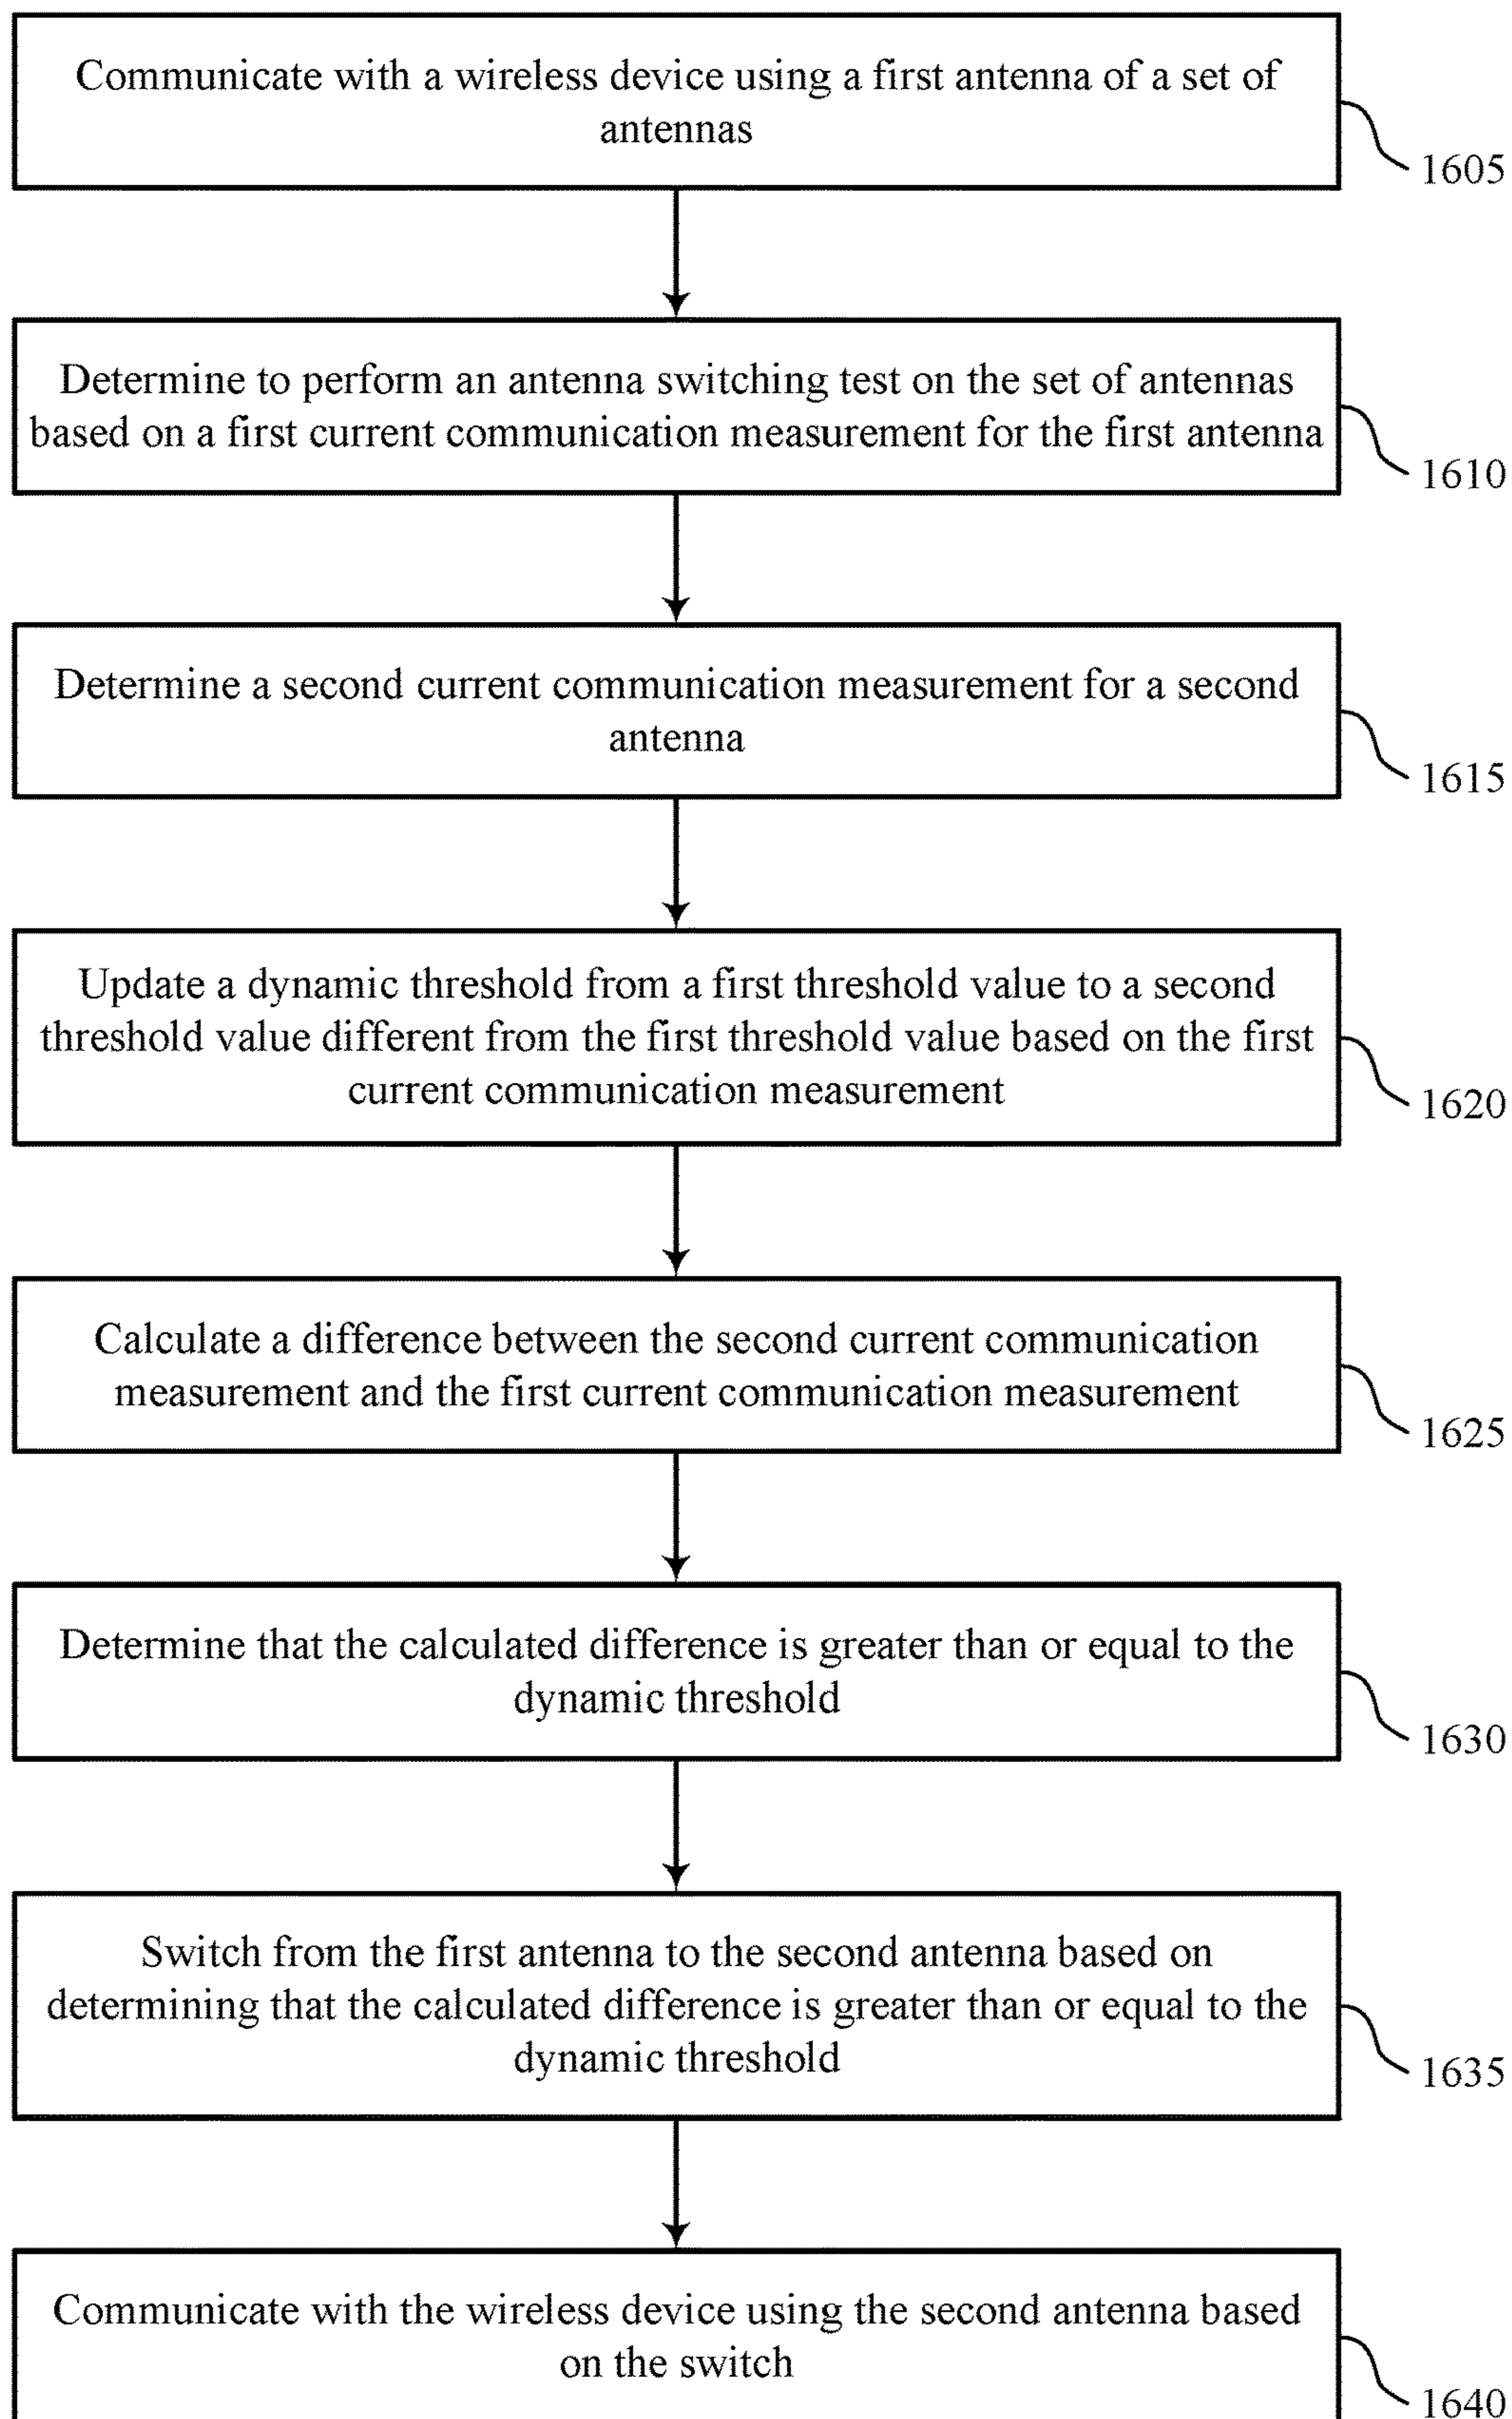 Communicate with a wireless device using a first antenna of a set of
antennas
1605
Determine to perform an antenna switching test on the set of antennas
based on a first current communication measurement for the first antenna
1610
Determine a second current communication measurement for a second
antenna
1615
Update a dynamic threshold from a first threshold value to a second
threshold value different from the first threshold value based on the first
current communication measurement
1620
Calculate a difference between the second current communication
measurement and the first current communication measurement
1625
Determine that the calculated difference is greater than or equal to the
dynamic threshold
1630
Switch from the first antenna to the second antenna based on
determining that the calculated difference is greater than or equal to the
dynamic threshold
1635
Communicate with the wireless device using the second antenna based
on the switch
1640